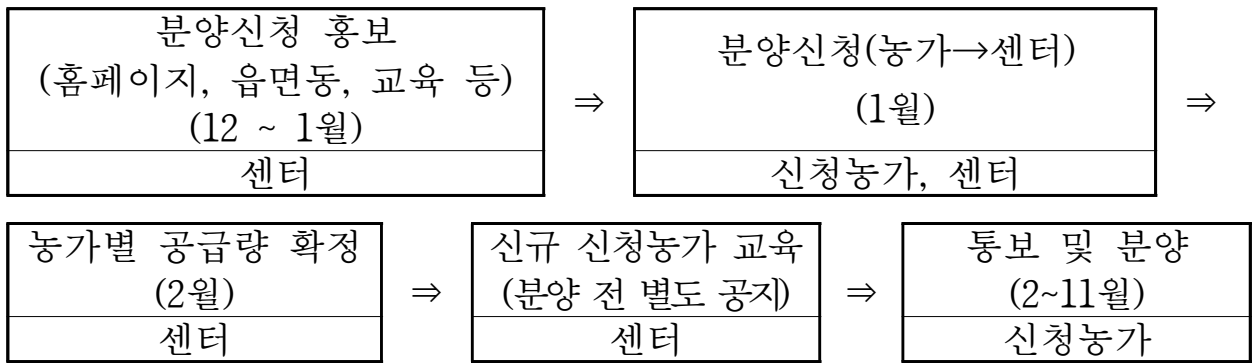 분양신청 홍보
(홈페이지, 읍면동, 교육 등)
(12 ~ 1월)
센터
⇒
분양신청(농가→센터)
(1월)
신청농가, 센터
⇒
농가별 공급량 확정
(2월)
센터
⇒
신규 신청농가 교육
(분양 전 별도 공지)
센터
⇒
통보 및 분양
(2~11월)
신청농가